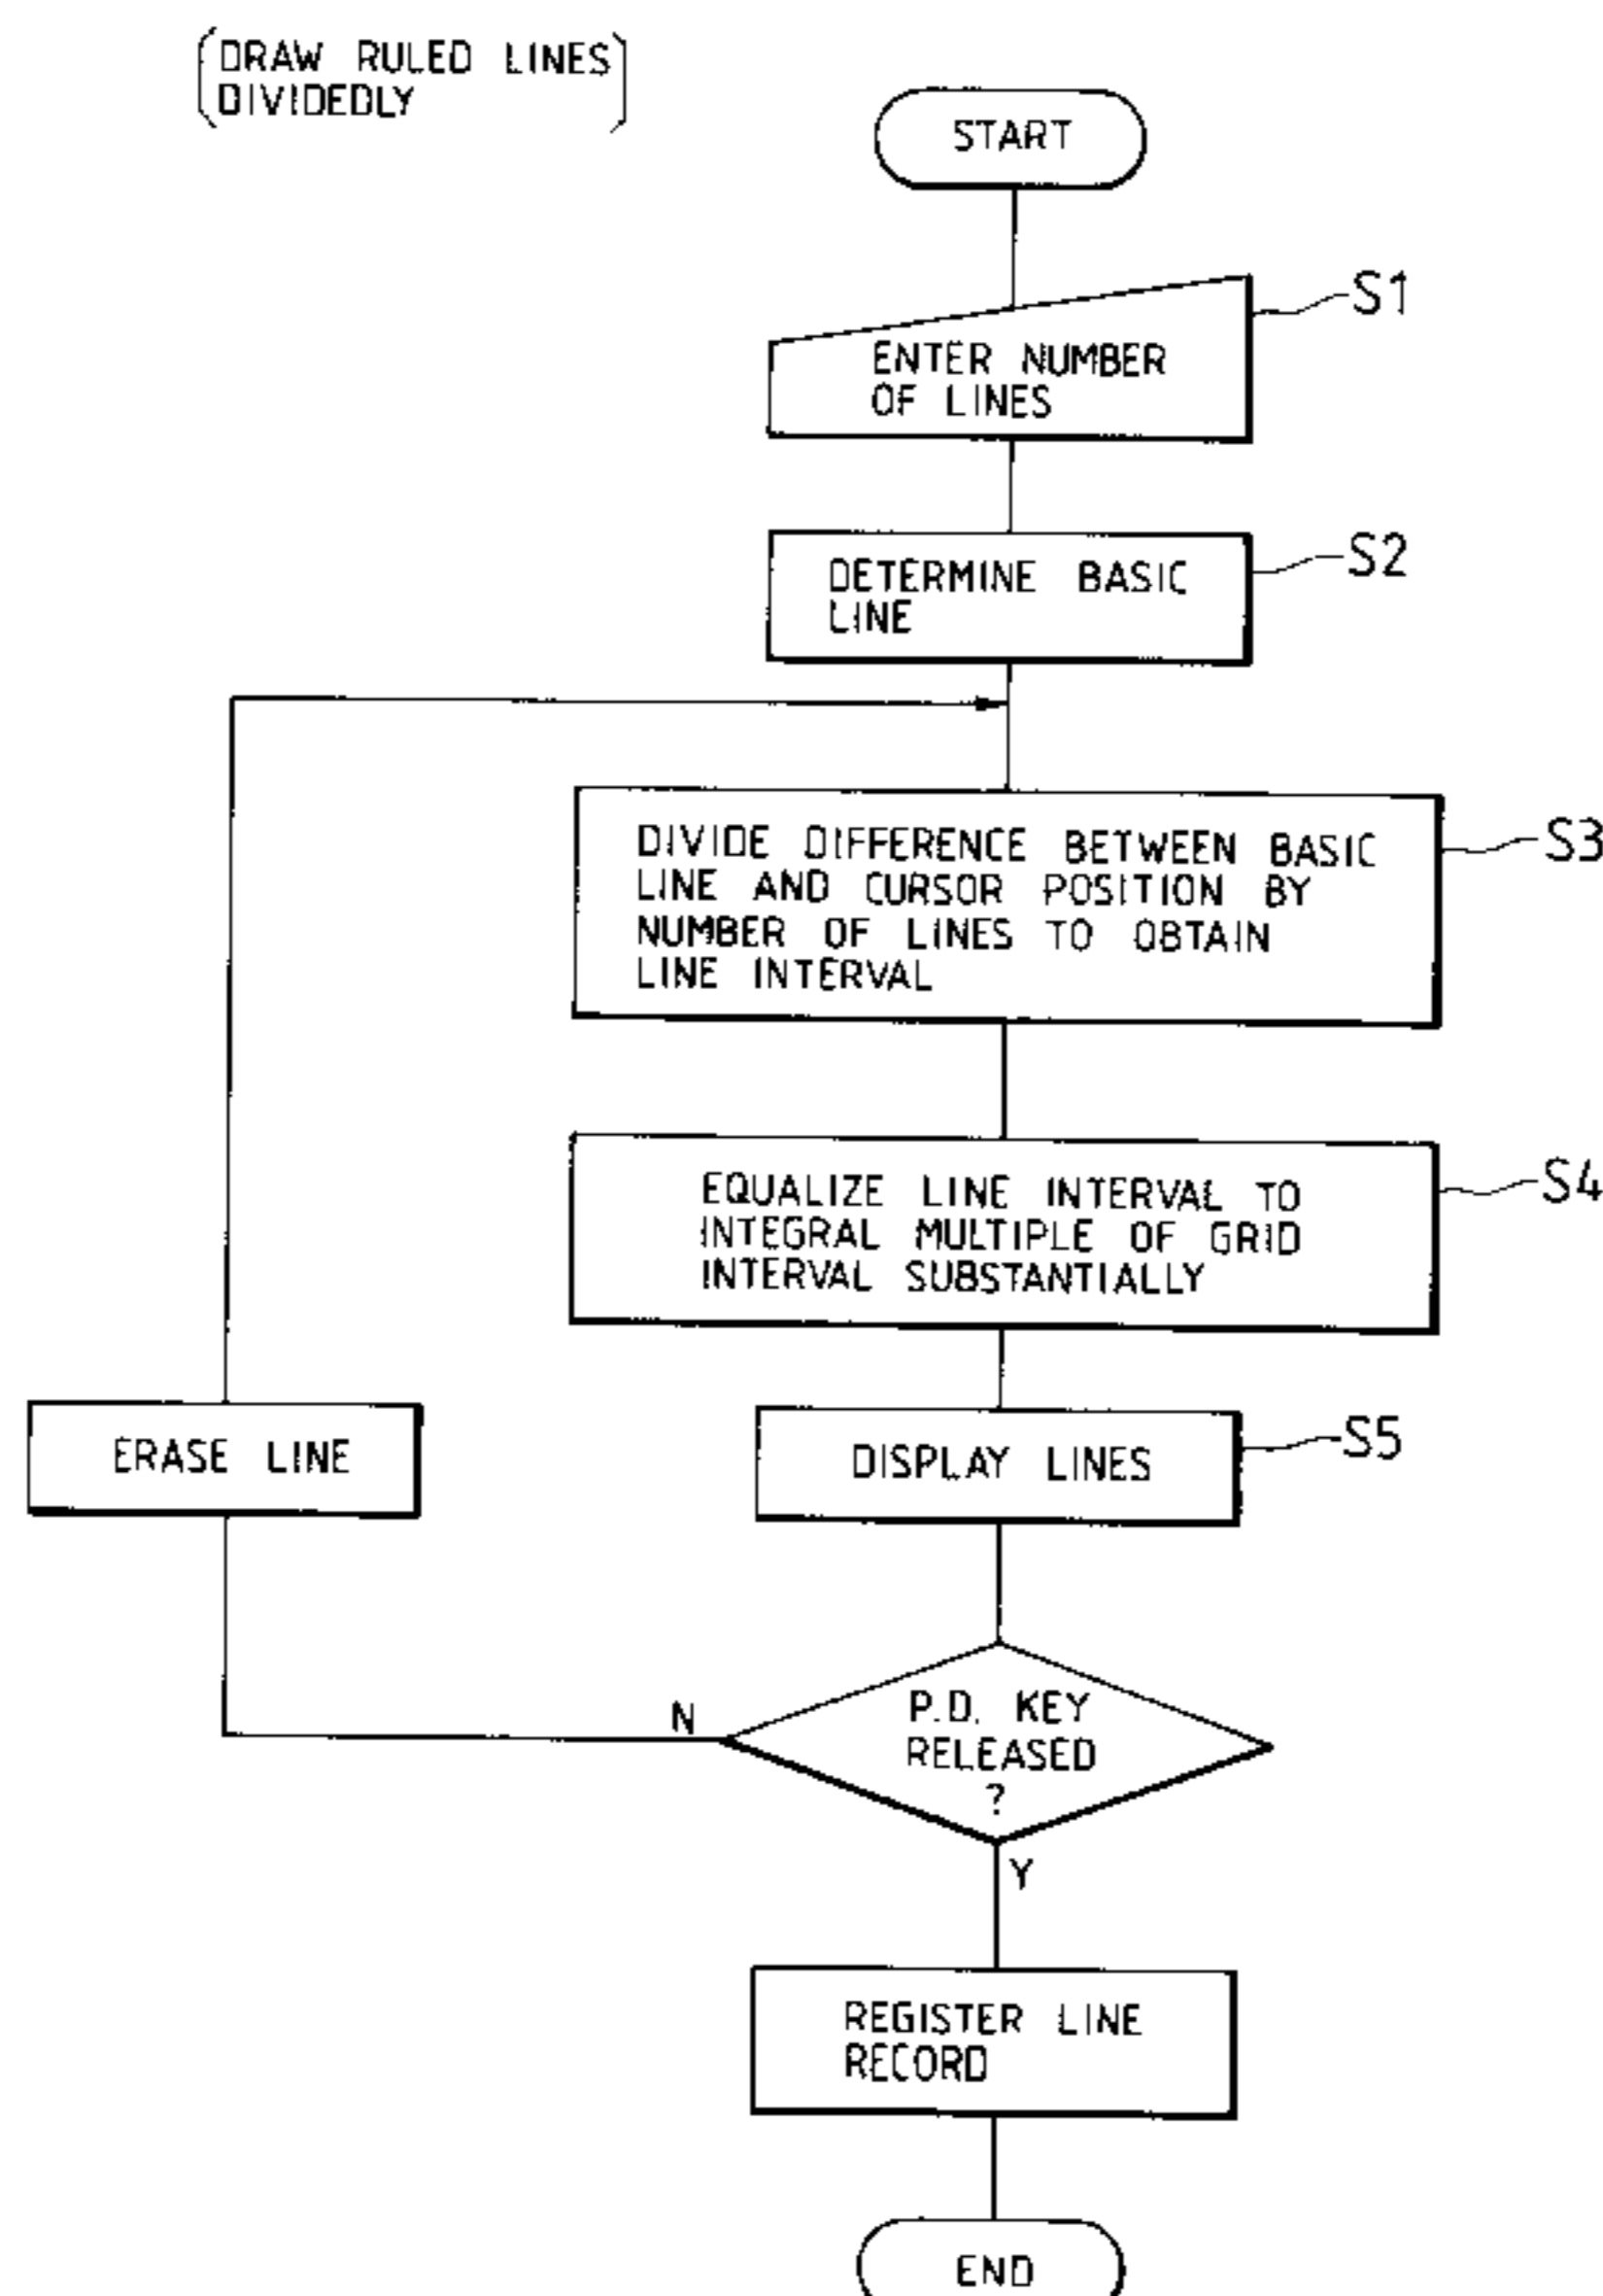 DRAW RULED LINES
DIVIDEDLY
START
S1
ENTER NUMBER
OF LINES
S2
DETERMINE BASIC
LINE
S3
DIVIDE DIFFERENCE BETWEEN BASIC
LINE AND CURSOR POSITION BY
NUMBER OF LINES TO OBTAIN
LINE INTERVAL
S4
EQUALIZE LINE INTERVAL TO
INTEGRAL MULTIPLE OF GRID
INTERVAL SUBSTANTIALLY
ERASE LINE
DISPLAY LINES
S5
N
P.D. KEY
RELEASED
?
Y
REGISTER LINE
RECORD
END